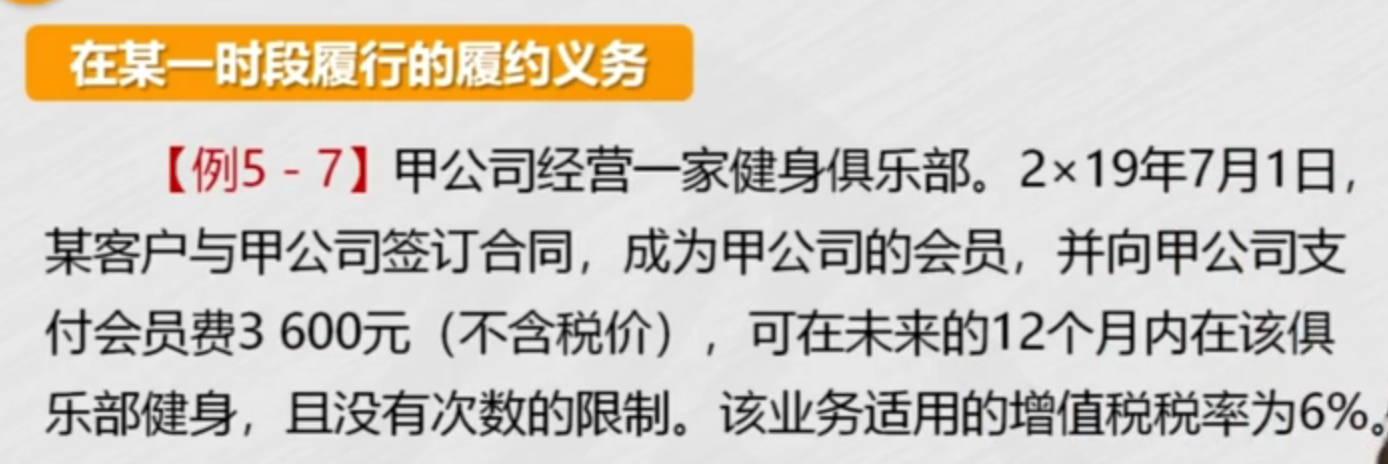 在某一时段履行的履约义务
【例5-7】甲公司经营一家健身俱乐部。2×19年7月1日，
某客户与甲公司签订合同，成为甲公司的会员，并向甲公司支
付会员费3 600元（不含税价），可在未来的12个月内在该俱
乐部健身，且没有次数的限制。该业务适用的增值税税率为6%。